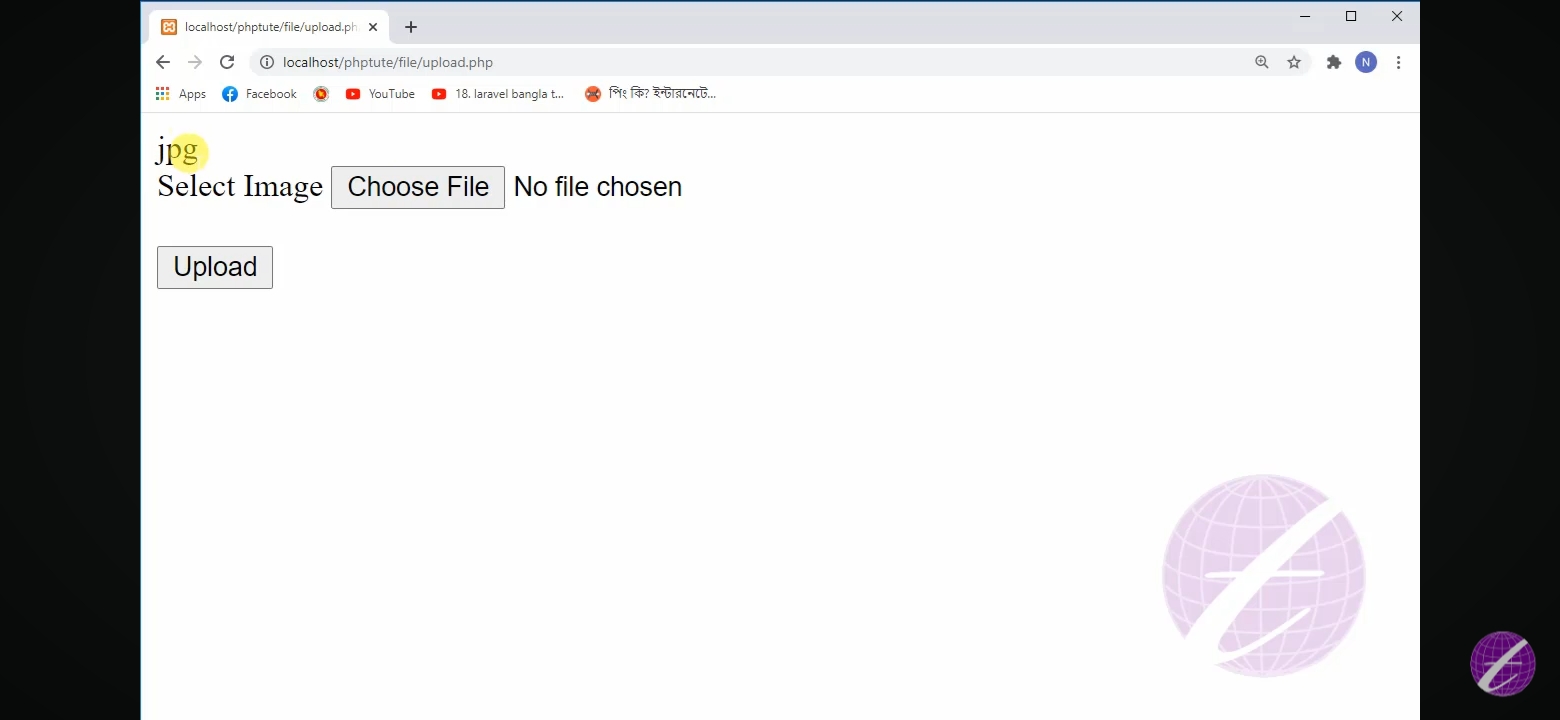 localhost/phptute/file/upload.ph
localhost/phptute/file/upload.php
N
Apps Facebook YouTube 18. laravel bangla t... পিং কি? ইন্টারনেটে...
jpg
Select Image Choose File No file chosen
Upload